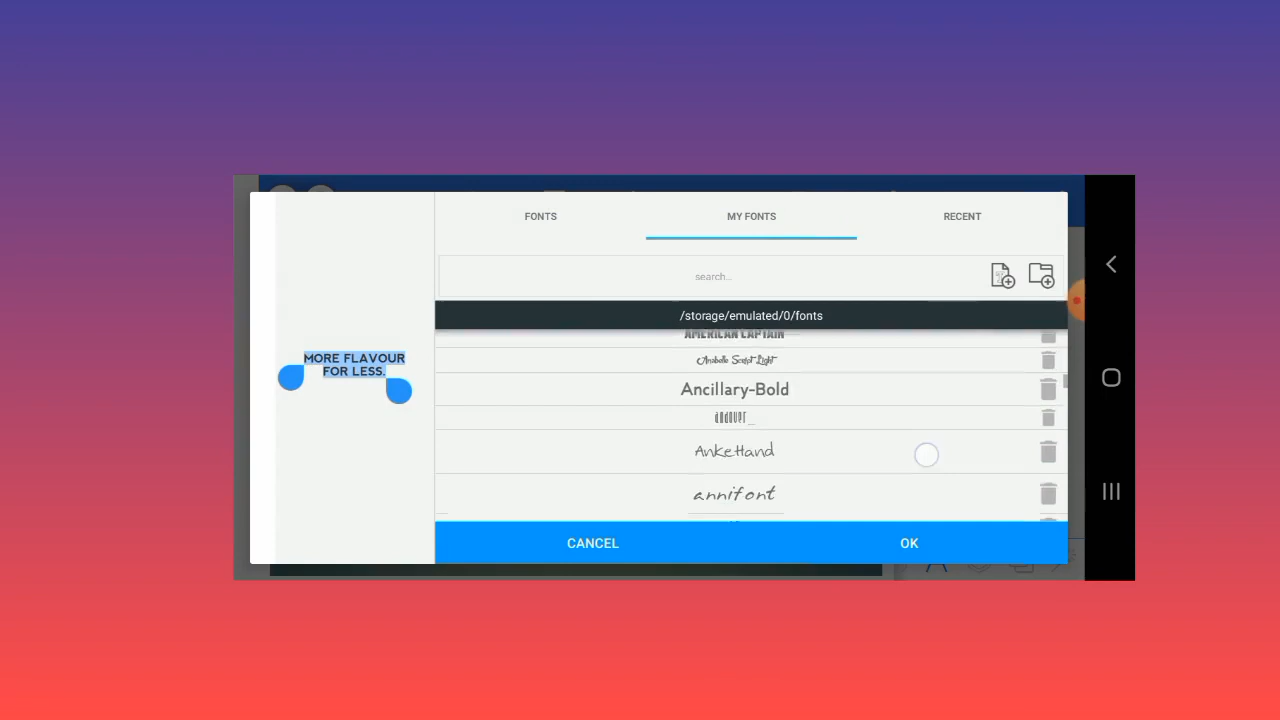 FONTS
MY FONTS
RECENT
search...
/storage/emulated/0/fonts
AMERICAN CAPTAIN
Anabelle Script Light
Ancillary-Bold
AnkeHand
annifont
MORE FLAVOUR
FOR LESS.
CANCEL
OK